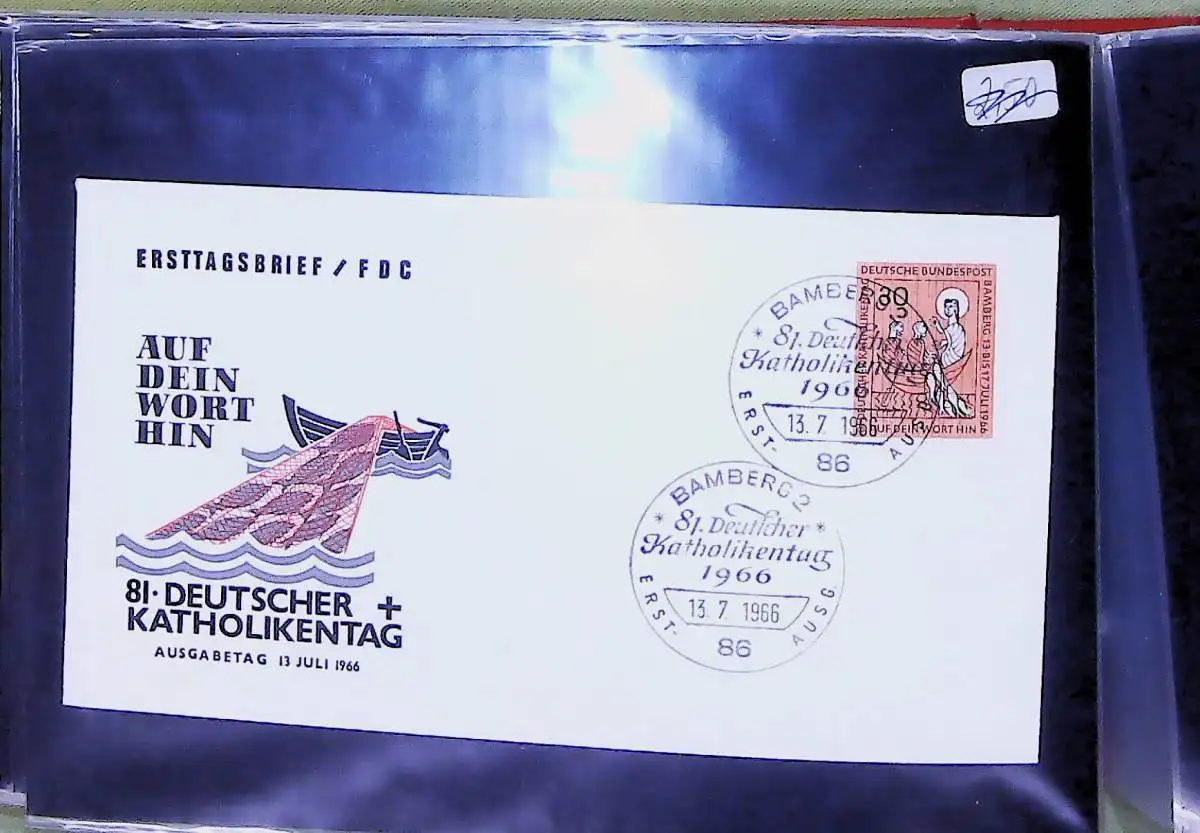 ERSTTAGSBRIEF / FDC
AUF
DEIN
WORT
HIN
81. DEUTSCHER +
KATHOLIKENTAG
AUSGABETAG 13 JULI 1966
DEUTSCHE BUNDESPOST
BAMBERG 13 BIS 17 JULI 1966
30
AUF DEIN WORT HIN
BAMBERG 2
* 81. Deutscher
Katholikentag
1966
13.7.1966
ERST- AUSG
86
BAMBERG 2
* 81. Deutscher *
Katholikentag
1966
13.7.1966
ERST- AUSG
86